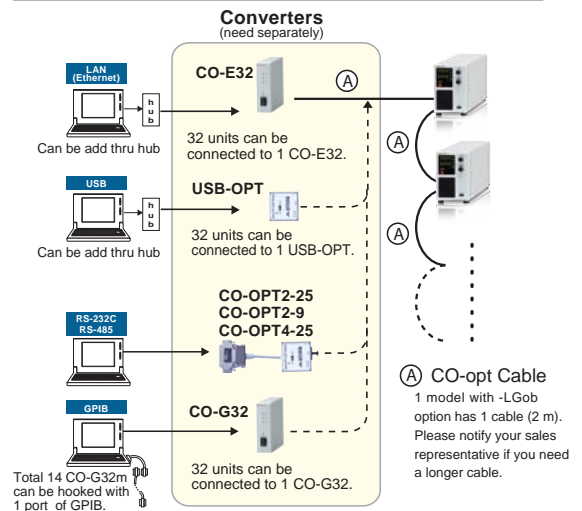 Converters
(need separately)
LAN
(Ethernet)
hub
Can be add thru hub
CO-E32
32 units can be
connected to 1 CO-E32.
A
A
A
USB
hub
Can be add thru hub
USB-OPT
32 units can be
connected to 1 USB-OPT.
RS-232C
RS-485
CO-OPT2-25
CO-OPT2-9
CO-OPT4-25
GPIB
Total 14 CO-G32m
can be hooked with
1 port of GPIB.
CO-G32
32 units can be
connected to 1 CO-G32.
A CO-opt Cable
1 model with -LGob
option has 1 cable (2 m).
Please notify your sales
representative if you need
a longer cable.